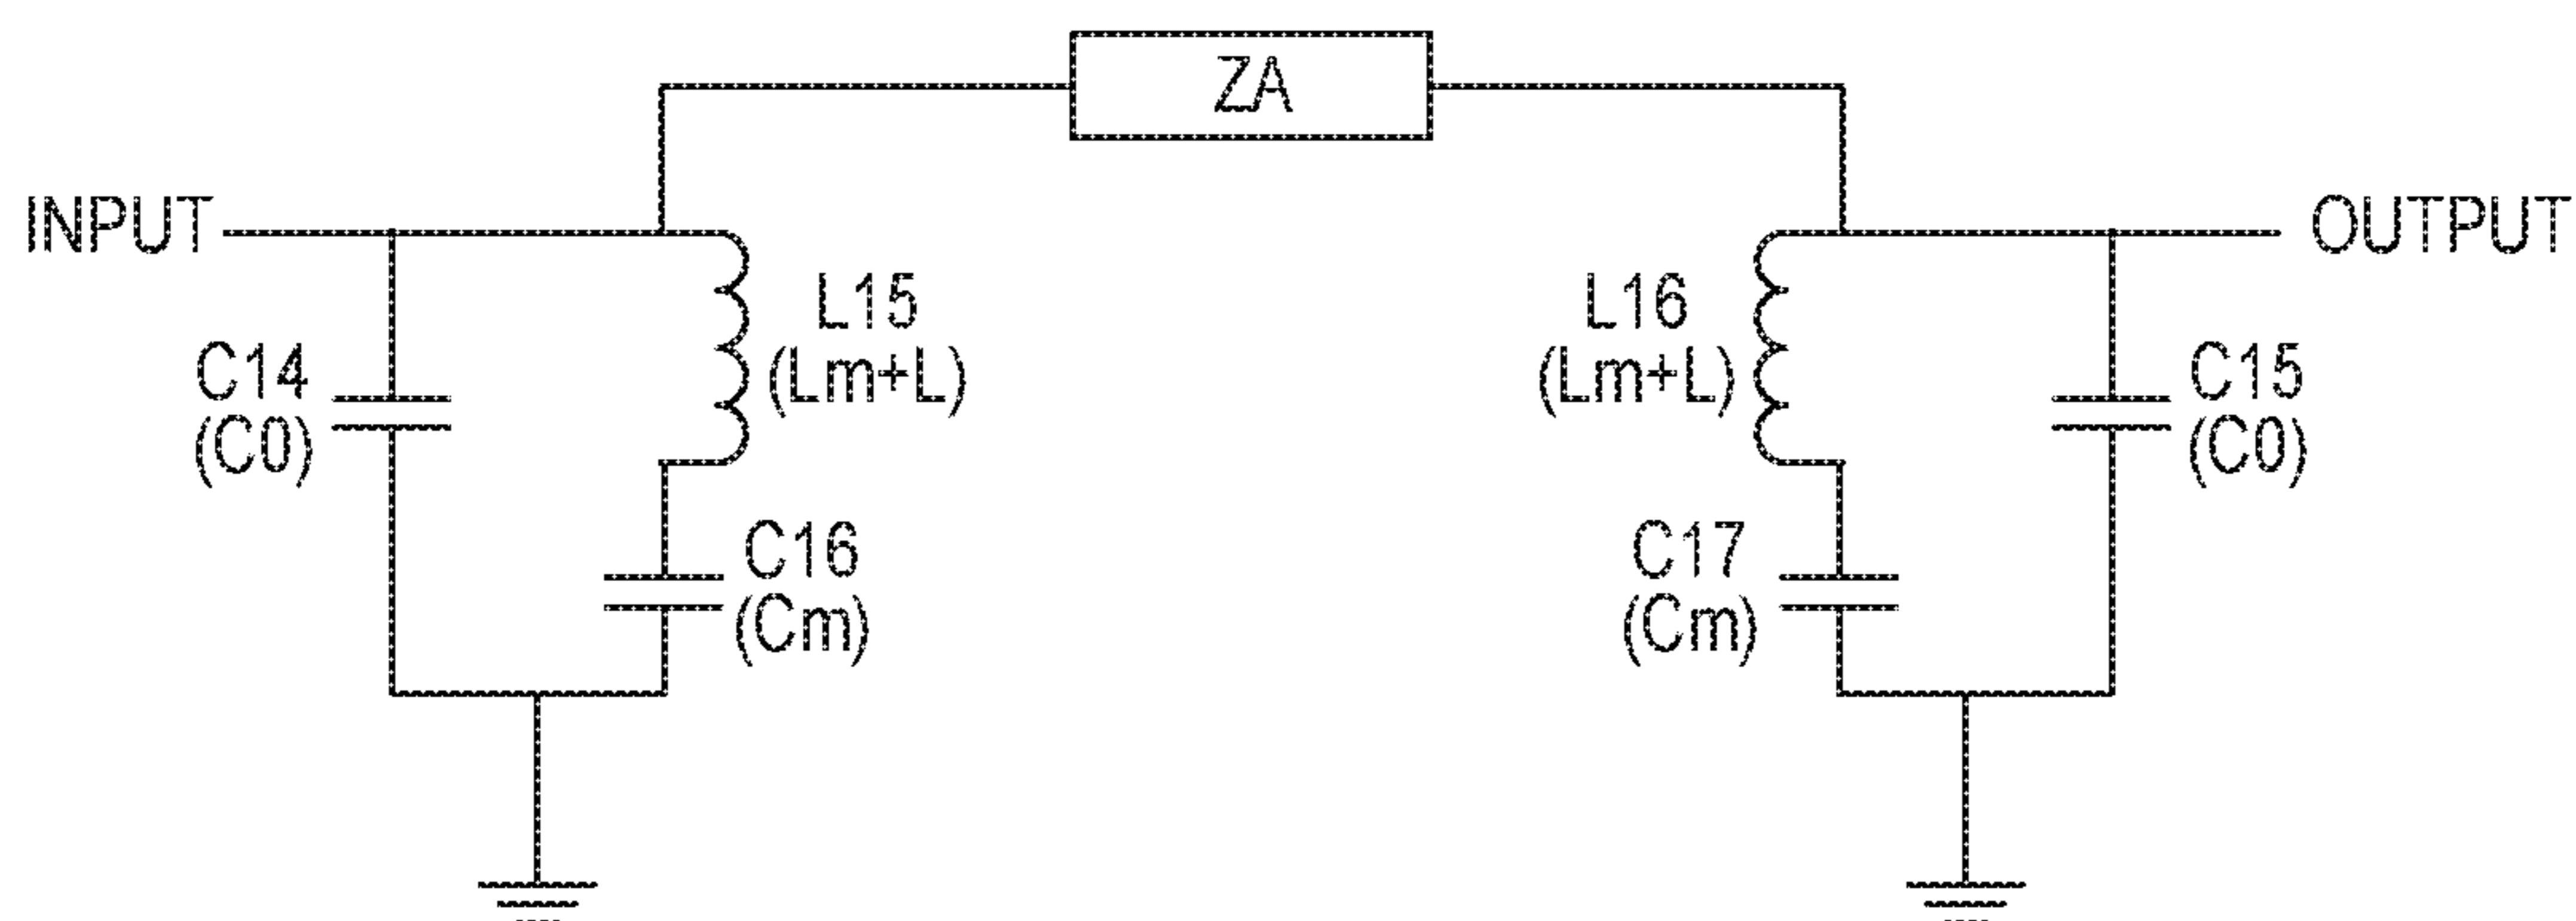 ZA
INPUT
OUTPUT
L15
(Lm+L)
L16
(Lm+L)
C14
(C0)
C15
(C0)
C16
(Cm)
C17
(Cm)